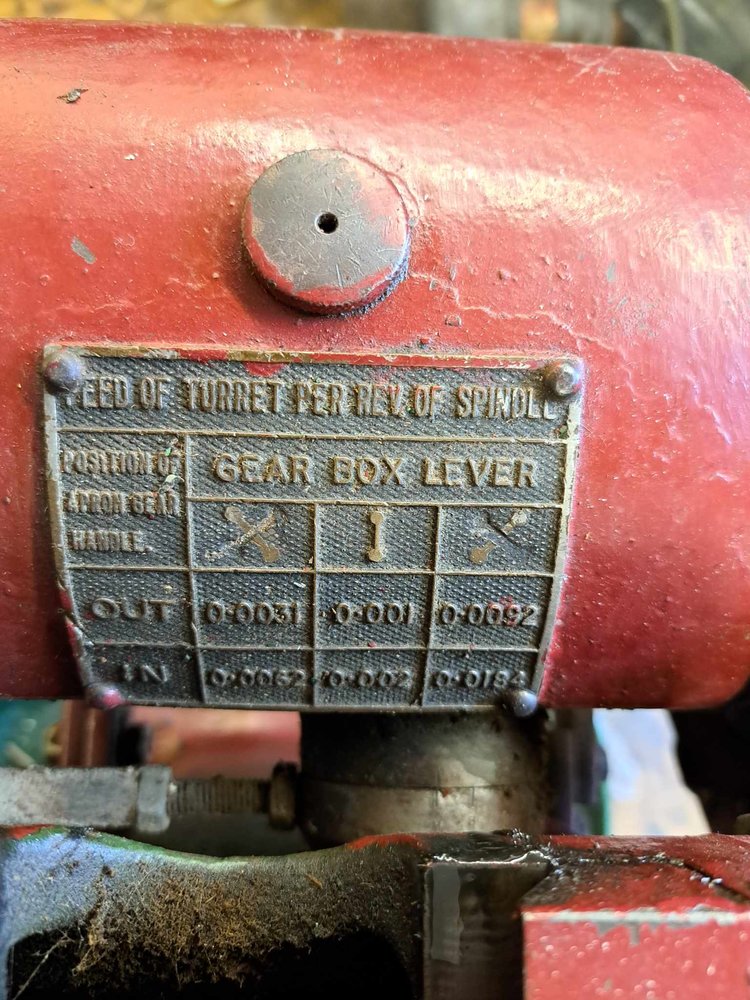 FEED OF TURRET PER REV. OF SPINDLE
POSITION OF
APRON GEAR
HANDLE.
GEAR BOX LEVER
OUT 0·0031 0·001 0·0092
IN 0·0062 0·002 0·0184